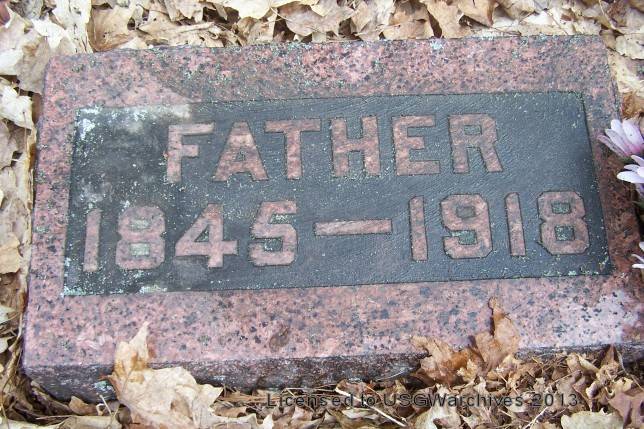 FATHER
1845—1918
Licensed to USGWarchives 2013